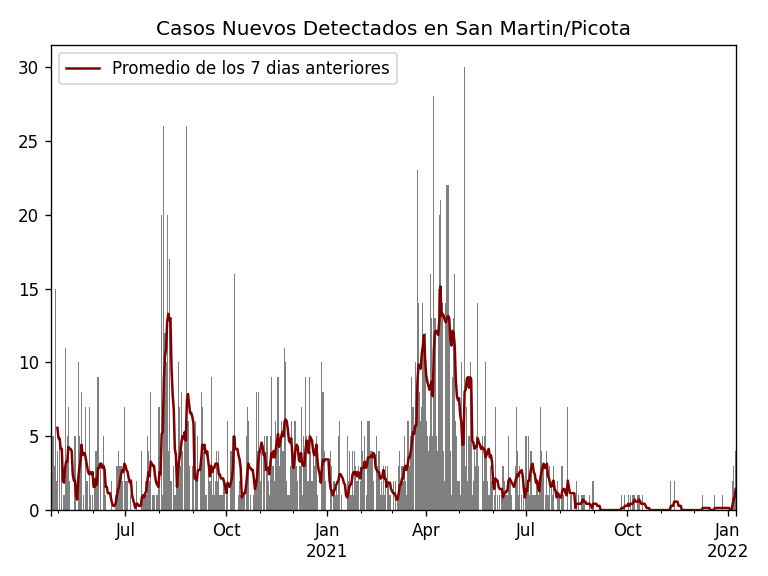 Casos Nuevos Detectados en San Martin/Picota
Promedio de los 7 dias anteriores
30
25
20
15
10
5
0
Jul Oct Jan Apr Jul Oct Jan
2021 2022